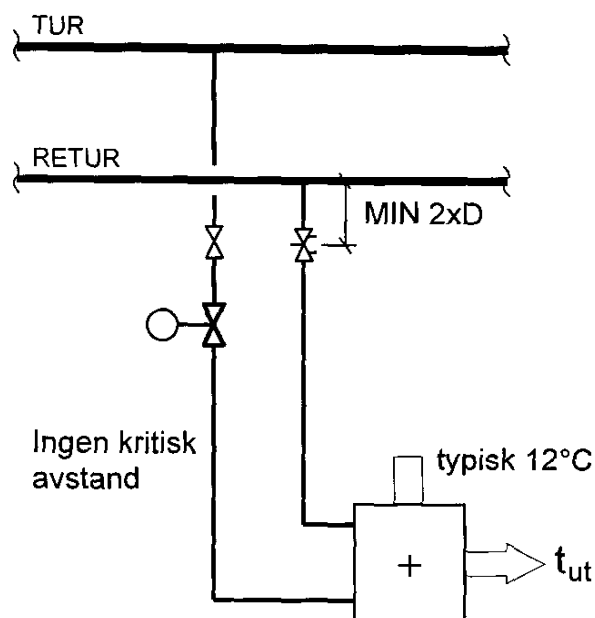 TUR
RETUR
MIN 2xD
Ingen kritisk
avstand
typisk 12°C
+
t_ut